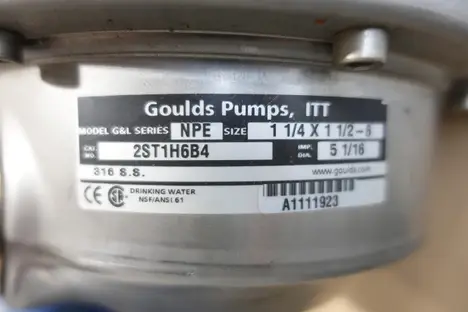 Goulds Pumps, ITT
MODEL G&L SERIES NPE SIZE 1 1/4 X 1 1/2-6
CAT. NO. 2ST1H6B4 IMP. DIA. 5 1/16
316 S.S. www.goulds.com
CE DRINKING WATER
NSF/ANSI 61
A1111923